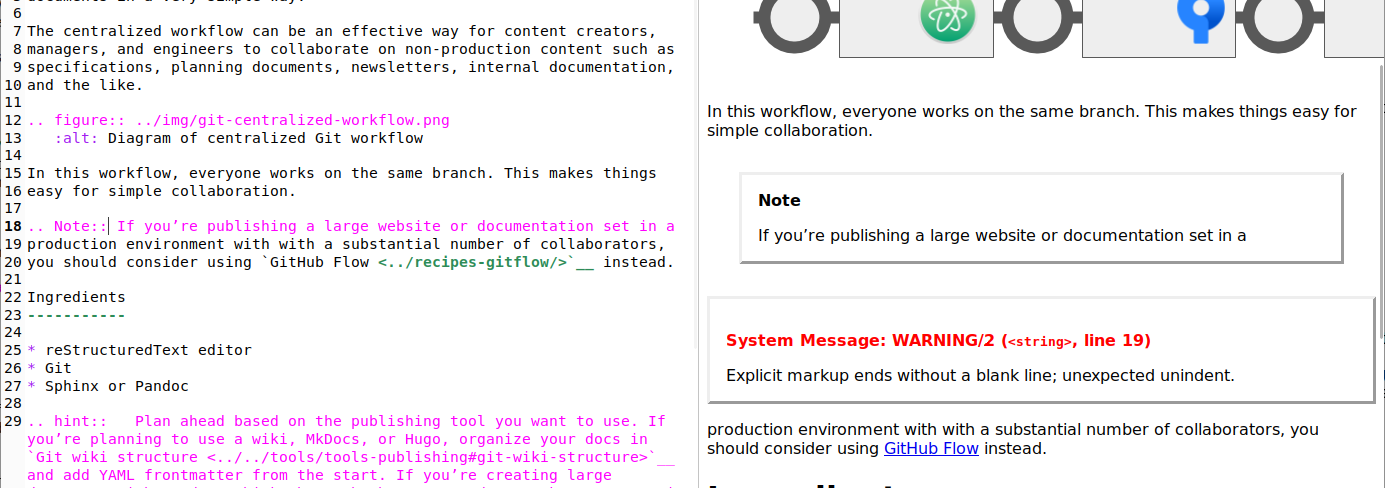 6
7 The centralized workflow can be an effective way for content creators,
8 managers, and engineers to collaborate on non-production content such as
9 specifications, planning documents, newsletters, internal documentation,
10 and the like.
11
12 .. figure:: ../img/git-centralized-workflow.png
13    :alt: Diagram of centralized Git workflow
14
15 In this workflow, everyone works on the same branch. This makes things
16 easy for simple collaboration.
17
18 .. Note:: If you’re publishing a large website or documentation set in a
19 production environment with with a substantial number of collaborators,
20 you should consider using `GitHub Flow <../recipes-gitflow/>`__ instead.
21
22 Ingredients
23 -----------
24
25 * reStructuredText editor
26 * Git
27 * Sphinx or Pandoc
28
29 .. hint::   Plan ahead based on the publishing tool you want to use. If
you’re planning to use a wiki, MkDocs, or Hugo, organize your docs in
`Git wiki structure <../../tools/tools-publishing#git-wiki-structure>`__
and add YAML frontmatter from the start. If you’re creating large
In this workflow, everyone works on the same branch. This makes things easy for
simple collaboration.
Note
If you’re publishing a large website or documentation set in a
System Message: WARNING/2 (<string>, line 19)
Explicit markup ends without a blank line; unexpected unindent.
production environment with with a substantial number of collaborators, you
should consider using GitHub Flow instead.